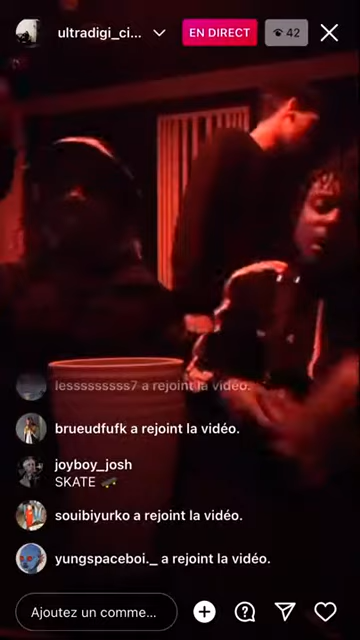 ultradigi_ci...
EN DIRECT
42
lesssssssss7 a rejoint la vidéo.
brueudfufk a rejoint la vidéo.
joyboy_josh
SKATE 🛹
souibiyurko a rejoint la vidéo.
yungspaceboi._ a rejoint la vidéo.
Ajoutez un comme...